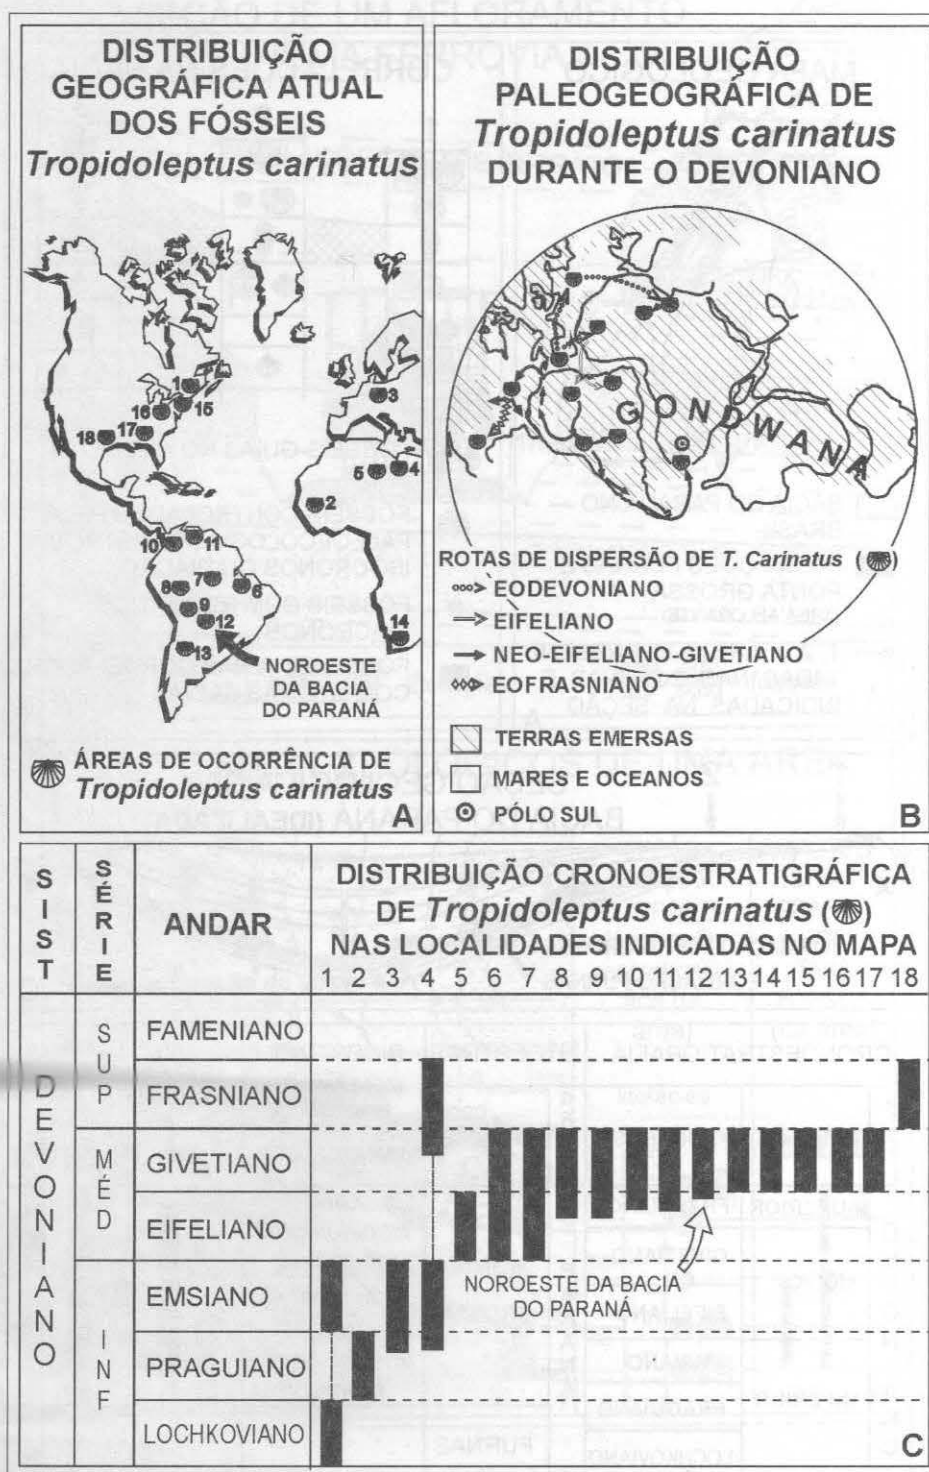 DISTRIBUIÇÃO
GEOGRÁFICA ATUAL
DOS FÓSSEIS
Tropidoleptus carinatus
1
15
16
17
18
3
5
4
2
10
11
7
6
8
9
12
13
14
NOROESTE
DA BACIA
DO PARANÁ
ÁREAS DE OCORRÊNCIA DE
Tropidoleptus carinatus
A
DISTRIBUIÇÃO
PALEOGEOGRÁFICA DE
Tropidoleptus carinatus
DURANTE O DEVONIANO
GONDWANA
ROTAS DE DISPERSÃO DE T. Carinatus ( )
EODEVONIANO
EIFELIANO
NEO-EIFELIANO-GIVETIANO
EOFRASNIANO
TERRAS EMERSAS
MARES E OCEANOS
PÓLO SUL
B
SIST
SÉRIE
ANDAR
DISTRIBUIÇÃO CRONOESTRATIGRÁFICA
DE Tropidoleptus carinatus ( )
NAS LOCALIDADES INDICADAS NO MAPA
1 2 3 4 5 6 7 8 9 10 11 12 13 14 15 16 17 18
DEVONIANO
SUP
MÉD
INF
FAMENIANO
FRASNIANO
GIVETIANO
EIFELIANO
EMSIANO
PRAGUIANO
LOCHKOVIANO
NOROESTE DA BACIA
DO PARANÁ
C